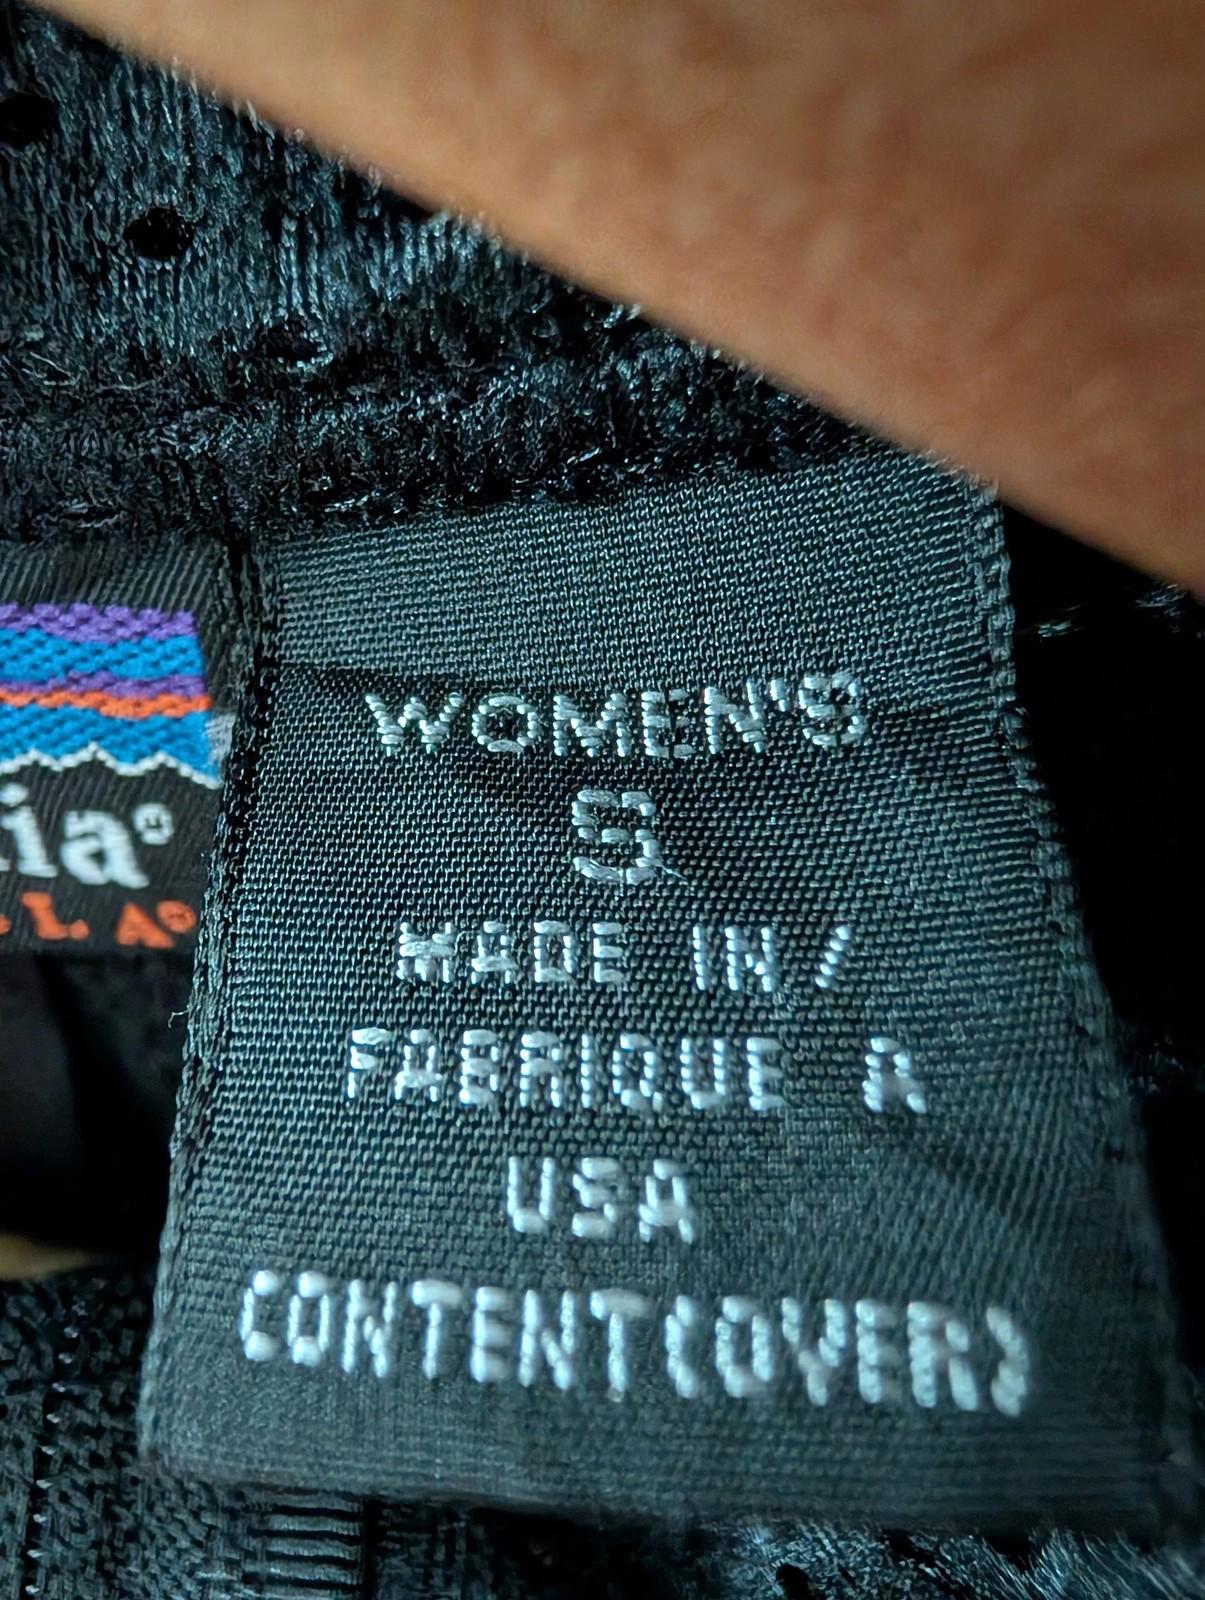 ia®
. I. A®
WOMEN'S
S
MADE IN/
FABRIQUE A
USA
CONTENT(OVER)